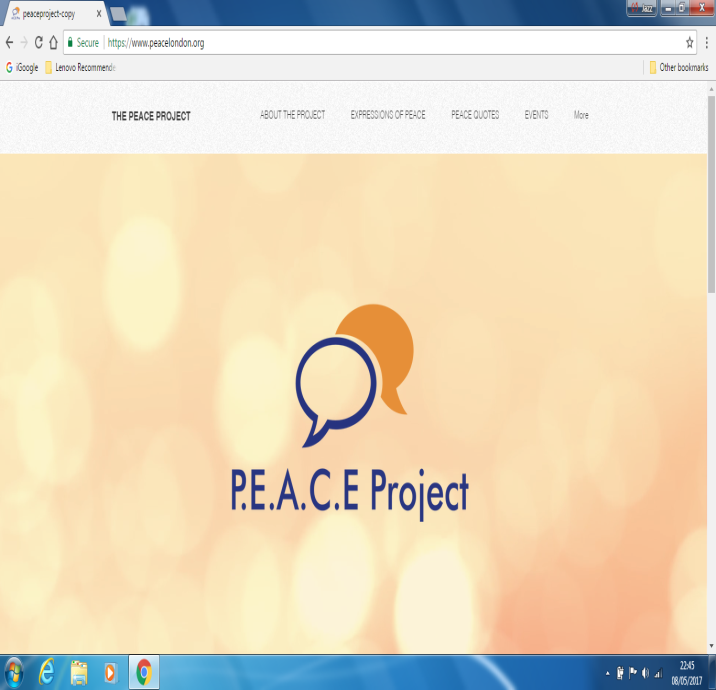 peaceproject-copy
Jazz
Secure https://www.peacelondon.org
iGoogle Lenovo Recommende Other bookmarks
THE PEACE PROJECT ABOUT THE PROJECT EXPRESSIONS OF PEACE PEACE QUOTES EVENTS More
P.E.A.C.E Project
22:45
08/05/2017